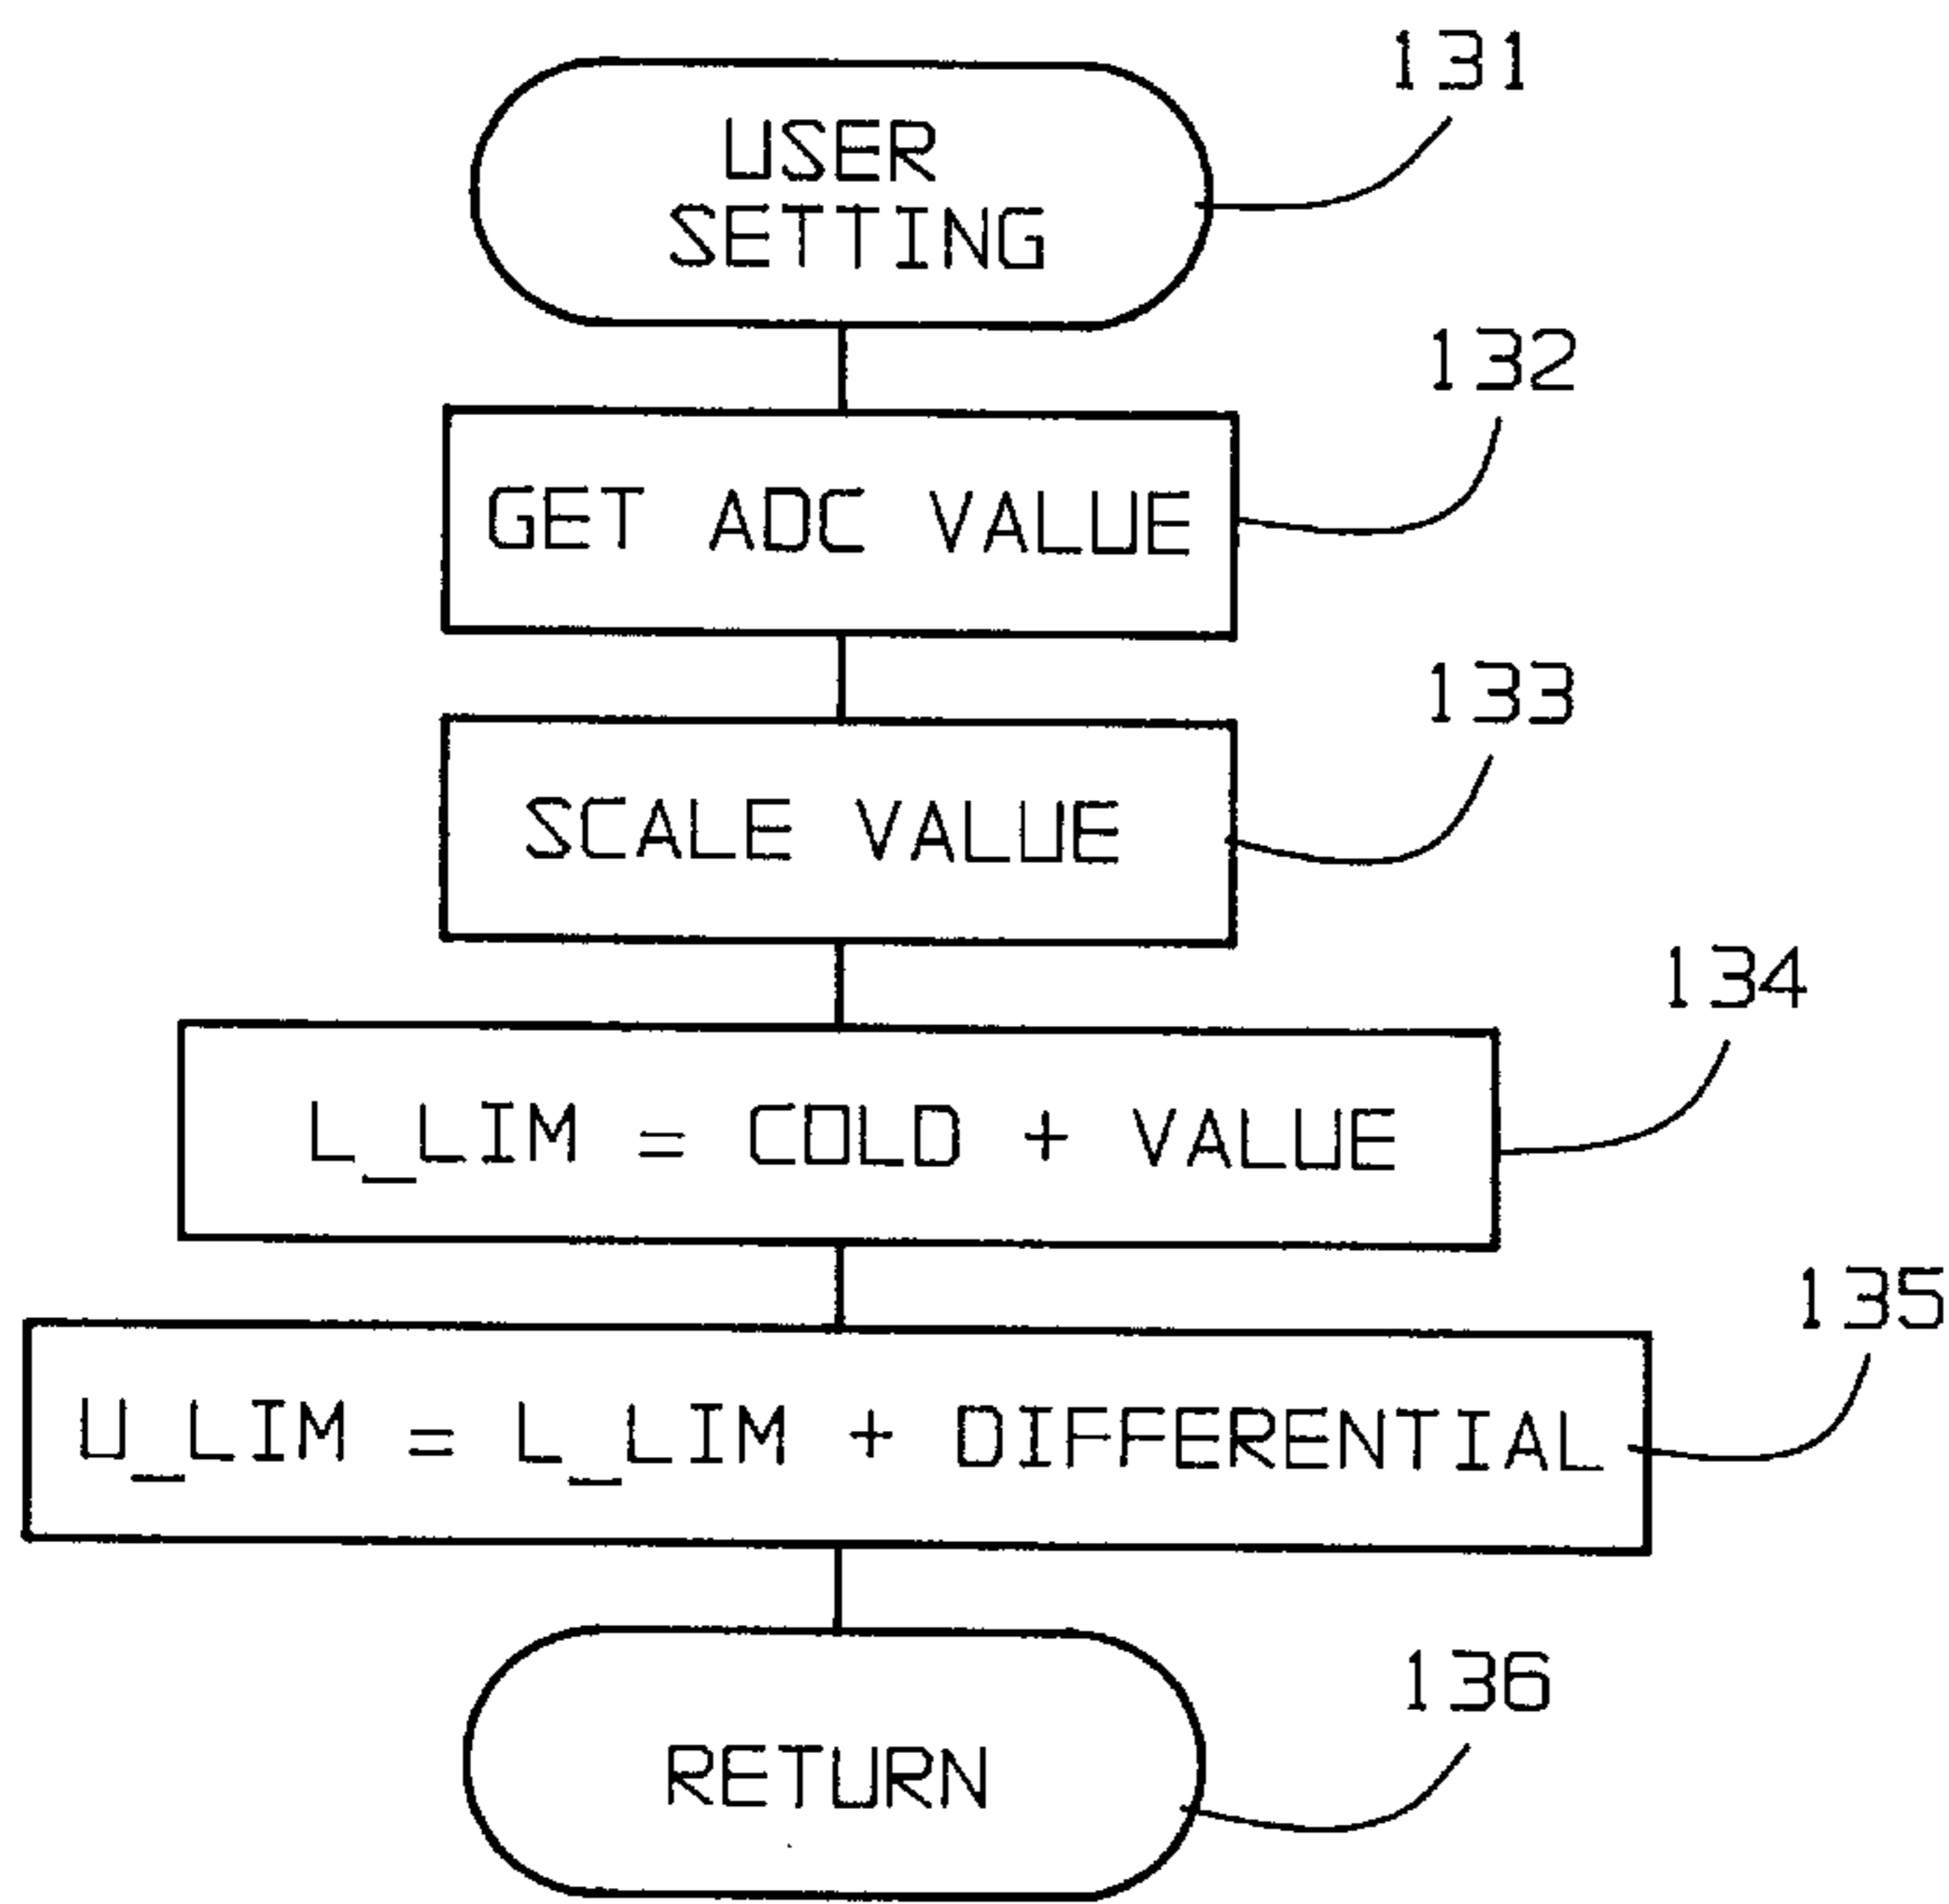 131
USER
SETTING
132
GET ADC VALUE
133
SCALE VALUE
134
L_LIM = COLD + VALUE
135
U_LIM = L_LIM + DIFFERENTIAL
136
RETURN